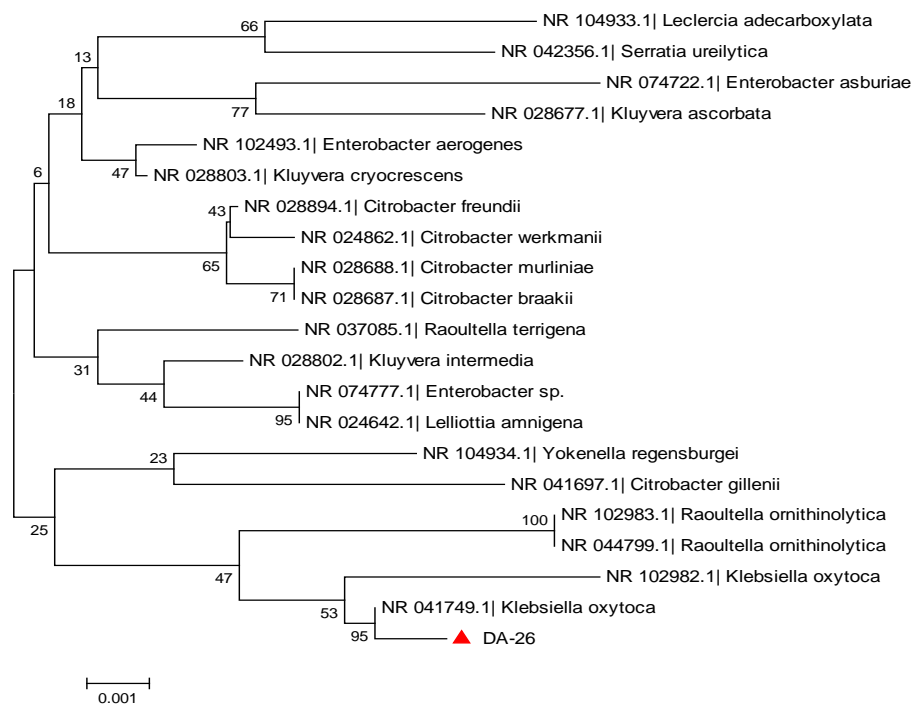 NR 104933.1| Leclercia adecarboxylata
66
NR 042356.1| Serratia ureilytica
13
NR 074722.1| Enterobacter asburiae
77
NR 028677.1| Kluyvera ascorbata
18
NR 102493.1| Enterobacter aerogenes
47
NR 028803.1| Kluyvera cryocrescens
6
NR 028894.1| Citrobacter freundii
43
NR 024862.1| Citrobacter werkmanii
65
NR 028688.1| Citrobacter murliniae
71
NR 028687.1| Citrobacter braakii
NR 037085.1| Raoultella terrigena
31
NR 028802.1| Kluyvera intermedia
44
NR 074777.1| Enterobacter sp.
95
NR 024642.1| Lelliottia amnigena
NR 104934.1| Yokenella regensburgei
23
NR 041697.1| Citrobacter gillenii
25
NR 102983.1| Raoultella ornithinolytica
100
NR 044799.1| Raoultella ornithinolytica
47
NR 102982.1| Klebsiella oxytoca
53
NR 041749.1| Klebsiella oxytoca
95
DA-26
0.001